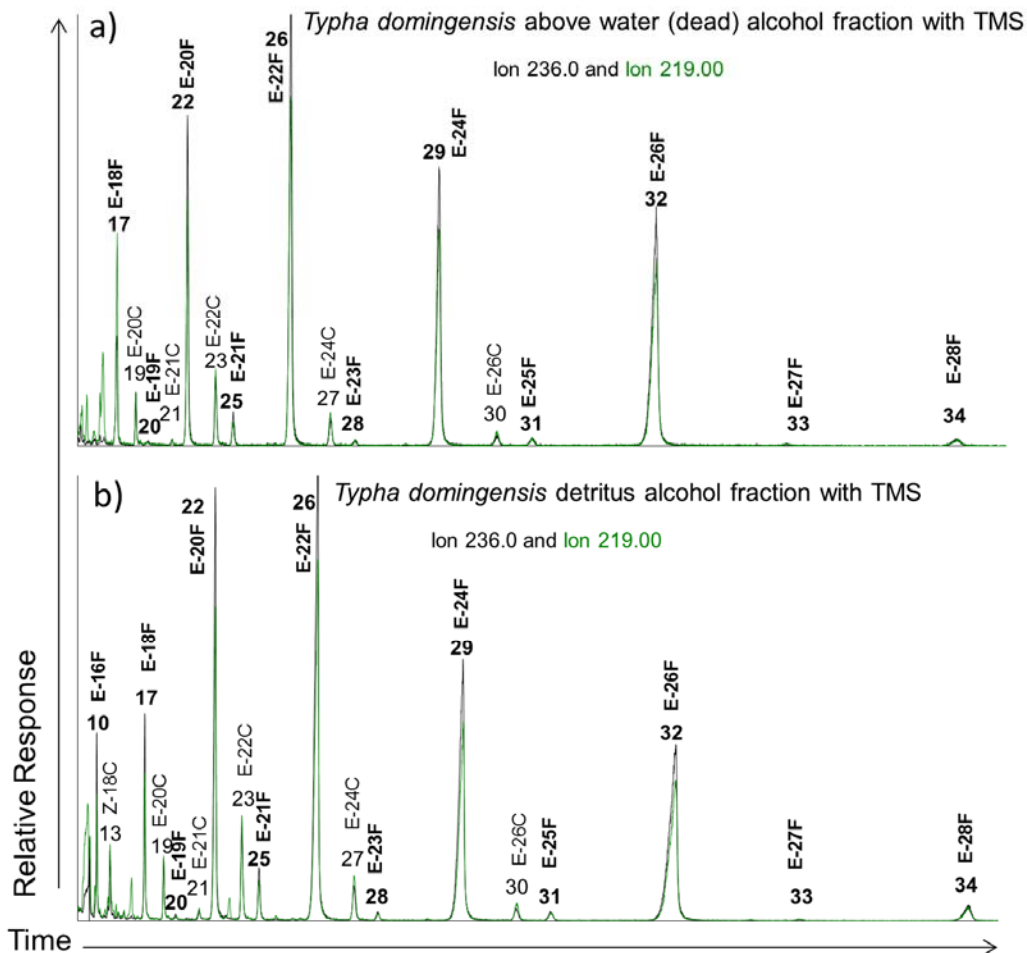 a)
Typha domingensis above water (dead) alcohol fraction with TMS
Ion 236.0 and Ion 219.00
E-18F
17
E-20C
19
E-19F
20
E-21C
21
E-20F
22
E-22C
23
E-21F
25
26
E-22F
E-24C
27
E-23F
28
E-24F
29
E-26C
30
E-25F
31
E-26F
32
E-27F
33
E-28F
34
b)
Typha domingensis detritus alcohol fraction with TMS
Ion 236.0 and Ion 219.00
E-16F
10
Z-18C
13
E-18F
17
E-20C
19
E-19F
20
E-21C
21
22
E-20F
E-22C
23
E-21F
25
26
E-22F
E-24C
27
E-23F
28
E-24F
29
E-26C
30
E-25F
31
E-26F
32
E-27F
33
E-28F
34
Relative Response
Time